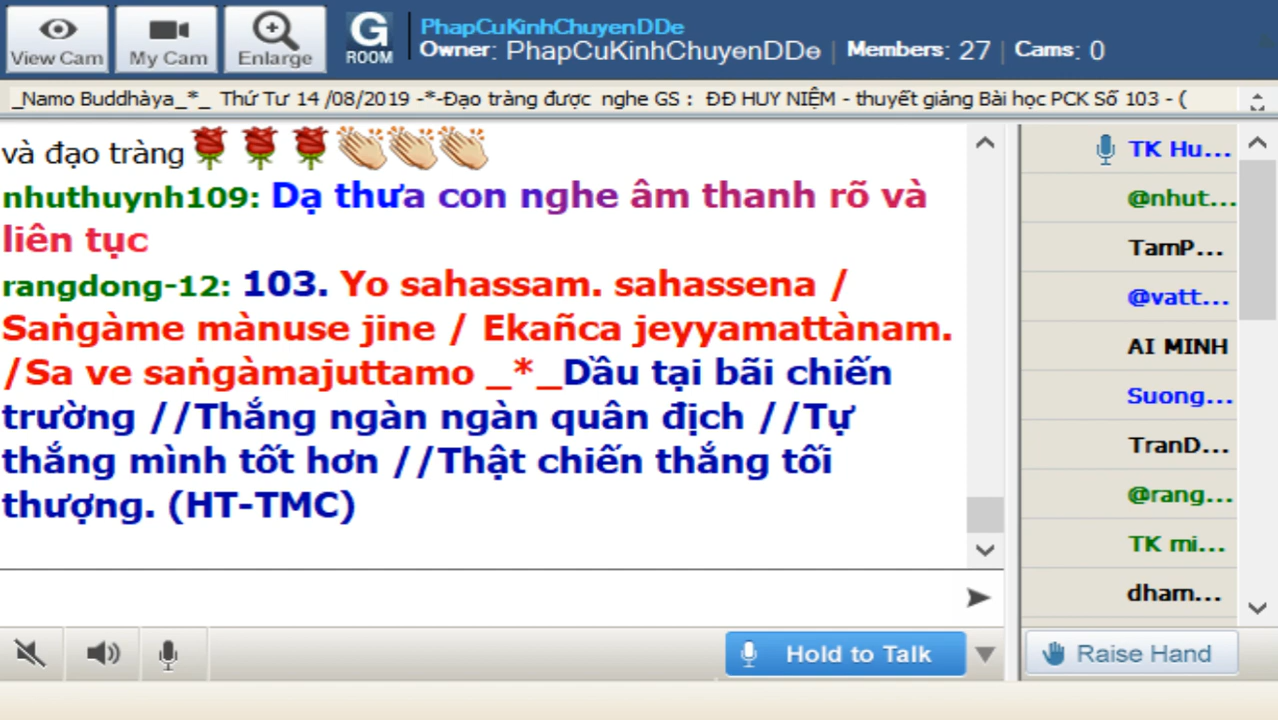 View Cam
My Cam
Enlarge
G ROOM
PhapCuKinhChuyenDDe
Owner: PhapCuKinhChuyenDDe | Members: 27 | Cams: 0
_Namo Buddhàya_*_ Thứ Tư 14 /08/2019 -*-Đạo tràng được nghe GS : ĐĐ HUY NIỆM - thuyết giảng Bài học PCK Số 103 - (
và đạo tràng
nhuthuynh109: Dạ thưa con nghe âm thanh rõ và
liên tục
rangdong-12: 103. Yo sahassam. sahassena /
Saṅgàme mànuse jine / Ekañca jeyyamattànam.
/Sa ve saṅgàmajuttamo _*_Dầu tại bãi chiến
trường //Thắng ngàn ngàn quân địch //Tự
thắng mình tốt hơn //Thật chiến thắng tối
thượng. (HT-TMC)
TK Hu...
@nhut...
TamP...
@vatt...
AI MINH
Suong...
TranD...
@rang...
TK mi...
dham...
Hold to Talk
Raise Hand